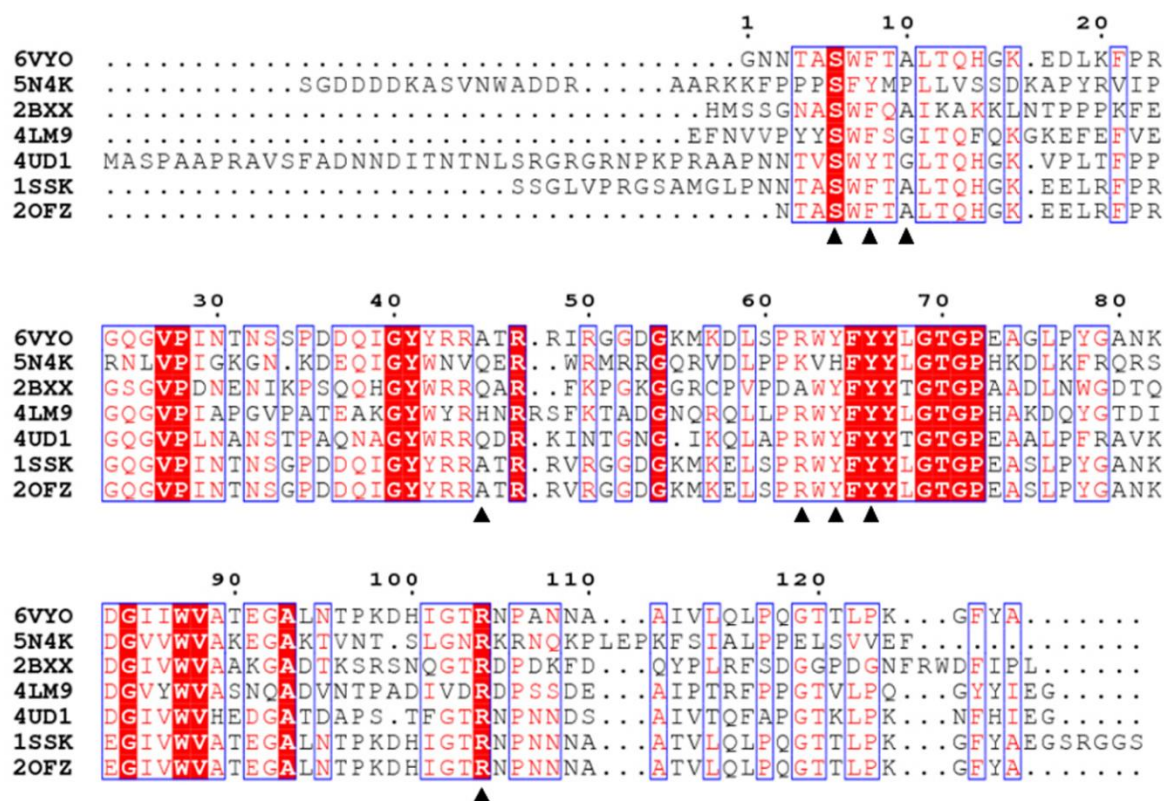 1 10 20
6VYO ....................................GNNTASWFTALTQHGK.EDLKFPR
5N4K ...........SGDDDDKASVNWADDR.....AARKKFPPPSFYMPLLVSSDKAPYRVIP
2BXX ..................................HMSSGNASWFQAIKAKKLNTPPPKFE
4LM9 .................................EFNVVPYYSWFSGITQFQKGKEFEFVE
4UD1 MASPAAPRAVSFADNNDITNTNLSRGRGRNPKPRAAPNNTVSWYTGLTQHGK.VPLTFPP
1SSK .......................SSGLVPRGSAMGLPNNTASWFTALTQHGK.EELRFPR
2OFZ ......................................NTASWFTALTQHGK.EELRFPR
30 40 50 60 70 80
6VYO GQGVPINTNSSPDDQIGYYRRATR.RIRGGDGKMKDLSPRWYFYYLGTGPEAGLPYGANK
5N4K RNLVPIGKGN.KDEQIGYWNVQER..WRMRRGQRVDLPPKVHFYYLGTGPHKDLKFRQRS
2BXX GSGVPDNENIKPSQQHGYWRRQAR..FKPGKGGRCPVPDAWYFYYTGTGPAADLNWGDTQ
4LM9 GQGVPIAPGVPATEAKGYWYRHNRRSFKTADGNQRQLLPRWYFYYLGTGPHAKDQYGTDI
4UD1 GQGVPLNANSTPAQNAGYWRRQDR.KINTGNG.IKQLAPRWYFYYTGTGPEAALPFRAVK
1SSK GQGVPINTNSGPDDQIGYYRRATR.RVRGGDGKMKELSPRWYFYYLGTGPEASLPYGANK
2OFZ GQGVPINTNSGPDDQIGYYRRATR.RVRGGDGKMKELSPRWYFYYLGTGPEASLPYGANK
90 100 110 120
6VYO DGIIWVATEGALNTPKDHIGTRNPANNA...AIVLQLPQGTTLPK...GFYA.......
5N4K DGVVWVAKEGAKTVNT.SLGNRKRNQKPLEPKFSIALPPELSVVEF.............
2BXX DGIVWVAAKGADTKSRSNQGTRDPDKFD...QYPLRFSDGGPDGNFRWDFIPL......
4LM9 DGVYWVASNQADVNTPADIVDRDPSSDE...AIPTRFPPGTVLPQ...GYYIEG.....
4UD1 DGIVWVHEDGATDAPS.TFGTRNPNNDS...AIVTQFAPGTKLPK...NFHIEG.....
1SSK EGIVWVATEGALNTPKDHIGTRNPNNNA...ATVLQLPQGTTLPK...GFYAEGSRGGS
2OFZ EGIVWVATEGALNTPKDHIGTRNPNNNA...ATVLQLPQGTTLPK...GFYA.......